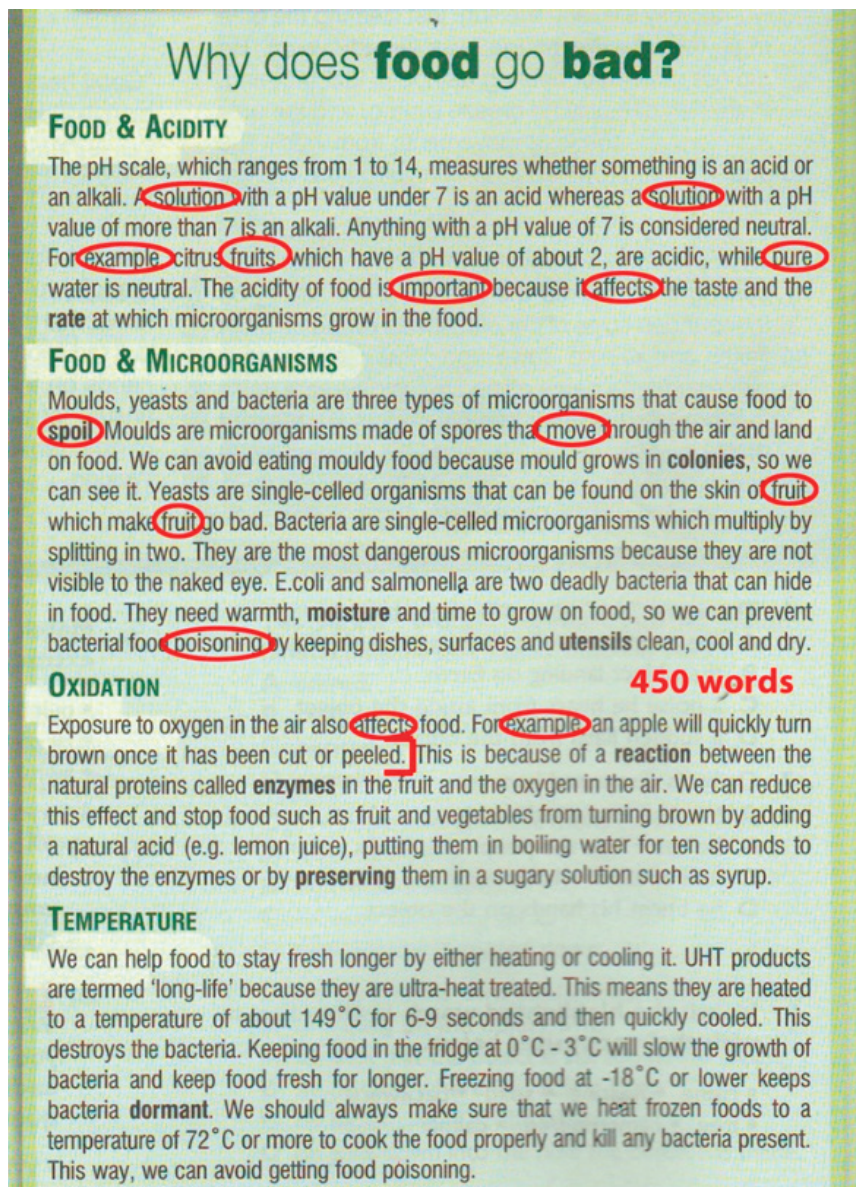 Why does food go bad?
FOOD & ACIDITY
The pH scale, which ranges from 1 to 14, measures whether something is an acid or
an alkali. A solution with a pH value under 7 is an acid whereas a solution with a pH
value of more than 7 is an alkali. Anything with a pH value of 7 is considered neutral.
For example citrus fruits which have a pH value of about 2, are acidic, while pure
water is neutral. The acidity of food is important because it affects the taste and the
rate at which microorganisms grow in the food.
FOOD & MICROORGANISMS
Moulds, yeasts and bacteria are three types of microorganisms that cause food to
spoil Moulds are microorganisms made of spores that move through the air and land
on food. We can avoid eating mouldy food because mould grows in colonies, so we
can see it. Yeasts are single-celled organisms that can be found on the skin of fruit
which make fruit go bad. Bacteria are single-celled microorganisms which multiply by
splitting in two. They are the most dangerous microorganisms because they are not
visible to the naked eye. E.coli and salmonella are two deadly bacteria that can hide
in food. They need warmth, moisture and time to grow on food, so we can prevent
bacterial food poisoning by keeping dishes, surfaces and utensils clean, cool and dry.
OXIDATION
450 words
Exposure to oxygen in the air also affects food. For example an apple will quickly turn
brown once it has been cut or peeled. This is because of a reaction between the
natural proteins called enzymes in the fruit and the oxygen in the air. We can reduce
this effect and stop food such as fruit and vegetables from turning brown by adding
a natural acid (e.g. lemon juice), putting them in boiling water for ten seconds to
destroy the enzymes or by preserving them in a sugary solution such as syrup.
TEMPERATURE
We can help food to stay fresh longer by either heating or cooling it. UHT products
are termed 'long-life' because they are ultra-heat treated. This means they are heated
to a temperature of about 149°C for 6-9 seconds and then quickly cooled. This
destroys the bacteria. Keeping food in the fridge at 0°C - 3°C will slow the growth of
bacteria and keep food fresh for longer. Freezing food at -18°C or lower keeps
bacteria dormant. We should always make sure that we heat frozen foods to a
temperature of 72°C or more to cook the food properly and kill any bacteria present.
This way, we can avoid getting food poisoning.